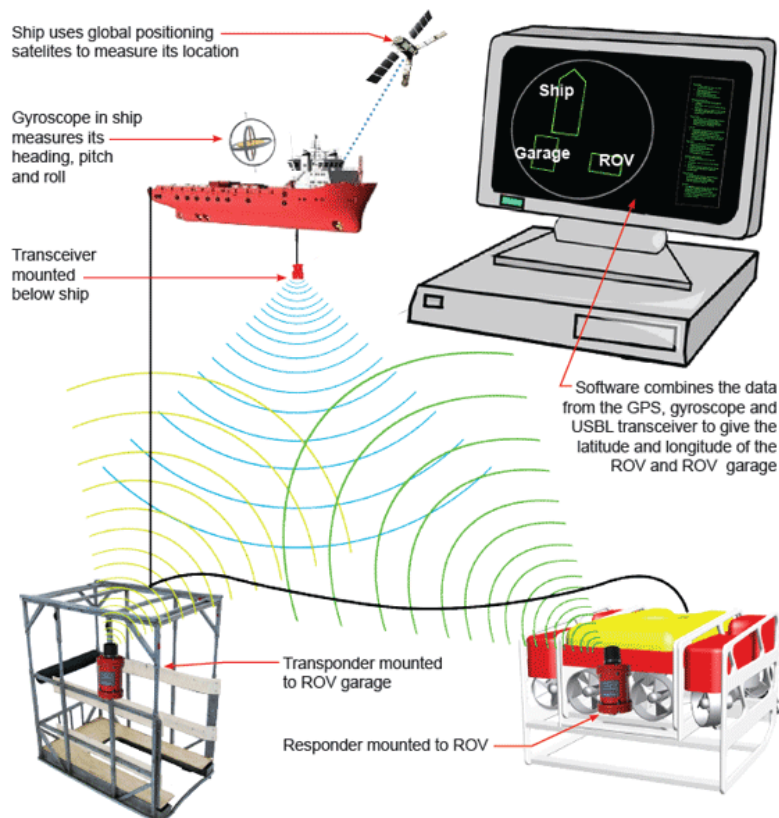 Ship uses global positioning
satelites to measure its location
Gyroscope in ship
measures its
heading, pitch
and roll
Transceiver
mounted
below ship
Ship
Garage
ROV
Software combines the data
from the GPS, gyroscope and
USBL transceiver to give the
latitude and longitude of the
ROV and ROV garage
Transponder mounted
to ROV garage
Responder mounted to ROV